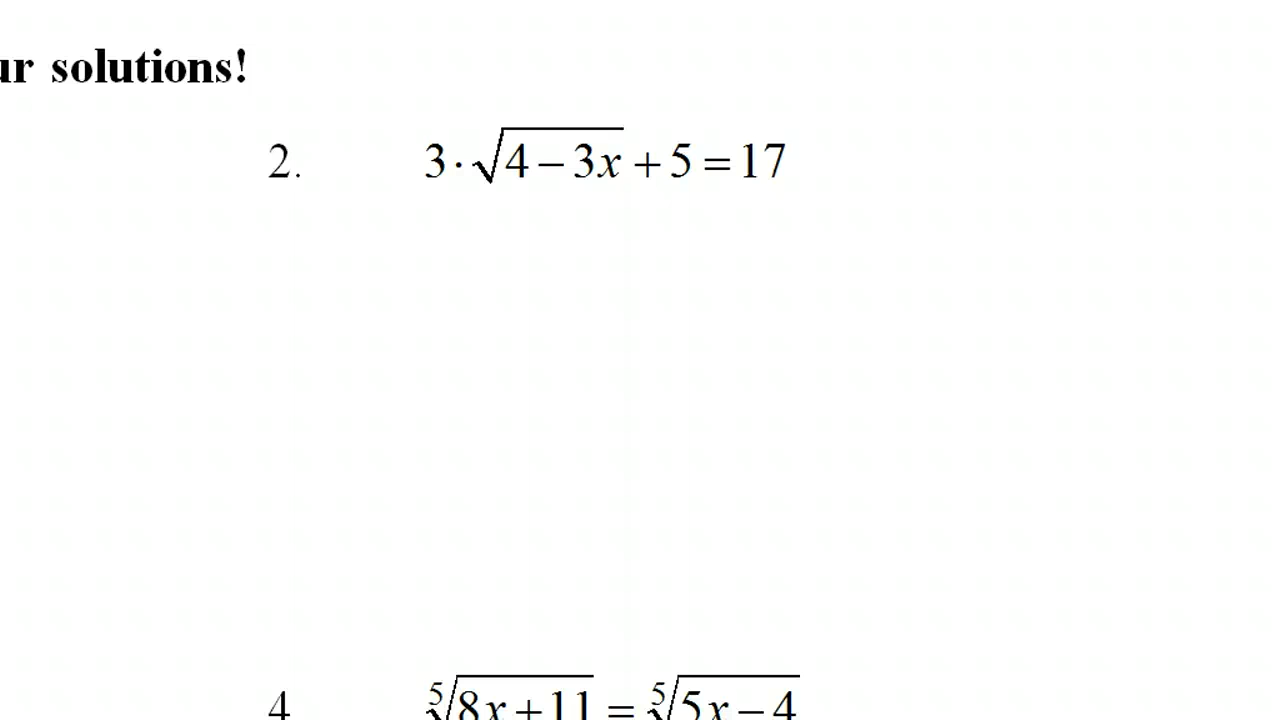 ur solutions!
2. 3·√(4−3x)+5=17
4 ⁵√(8x+11) = ⁵√(5x−4)